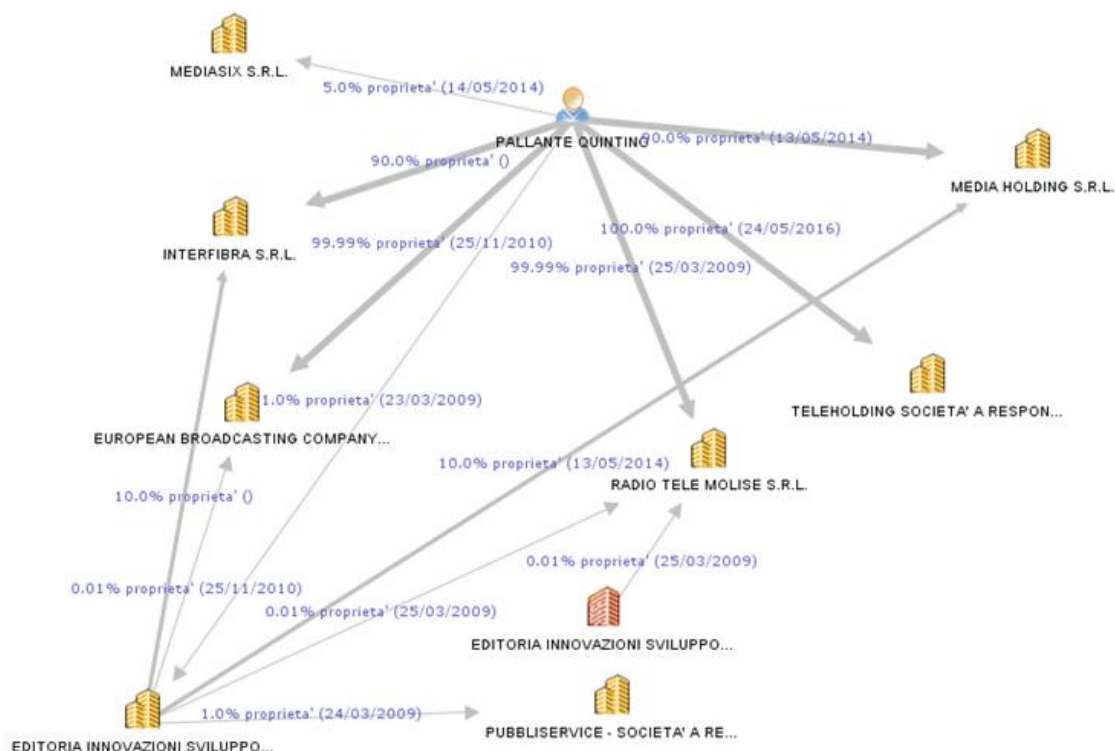 MEDIASIX S.R.L.
5.0% proprieta' (14/05/2014)
PALLANTE QUINTINO
90.0% proprieta' (13/05/2014)
90.0% proprieta' ()
MEDIA HOLDING S.R.L.
INTERFIBRA S.R.L.
99.99% proprieta' (25/11/2010)
100.0% proprieta' (24/05/2016)
99.99% proprieta' (25/03/2009)
1.0% proprieta' (23/03/2009)
TELEHOLDING SOCIETA' A RESPON...
EUROPEAN BROADCASTING COMPANY...
10.0% proprieta' (13/05/2014)
RADIO TELE MOLISE S.R.L.
10.0% proprieta' ()
0.01% proprieta' (25/03/2009)
0.01% proprieta' (25/11/2010)
0.01% proprieta' (25/03/2009)
EDITORIA INNOVAZIONI SVILUPPO...
1.0% proprieta' (24/03/2009)
PUBBLISERVICE - SOCIETA' A RE...
EDITORIA INNOVAZIONI SVILUPPO...